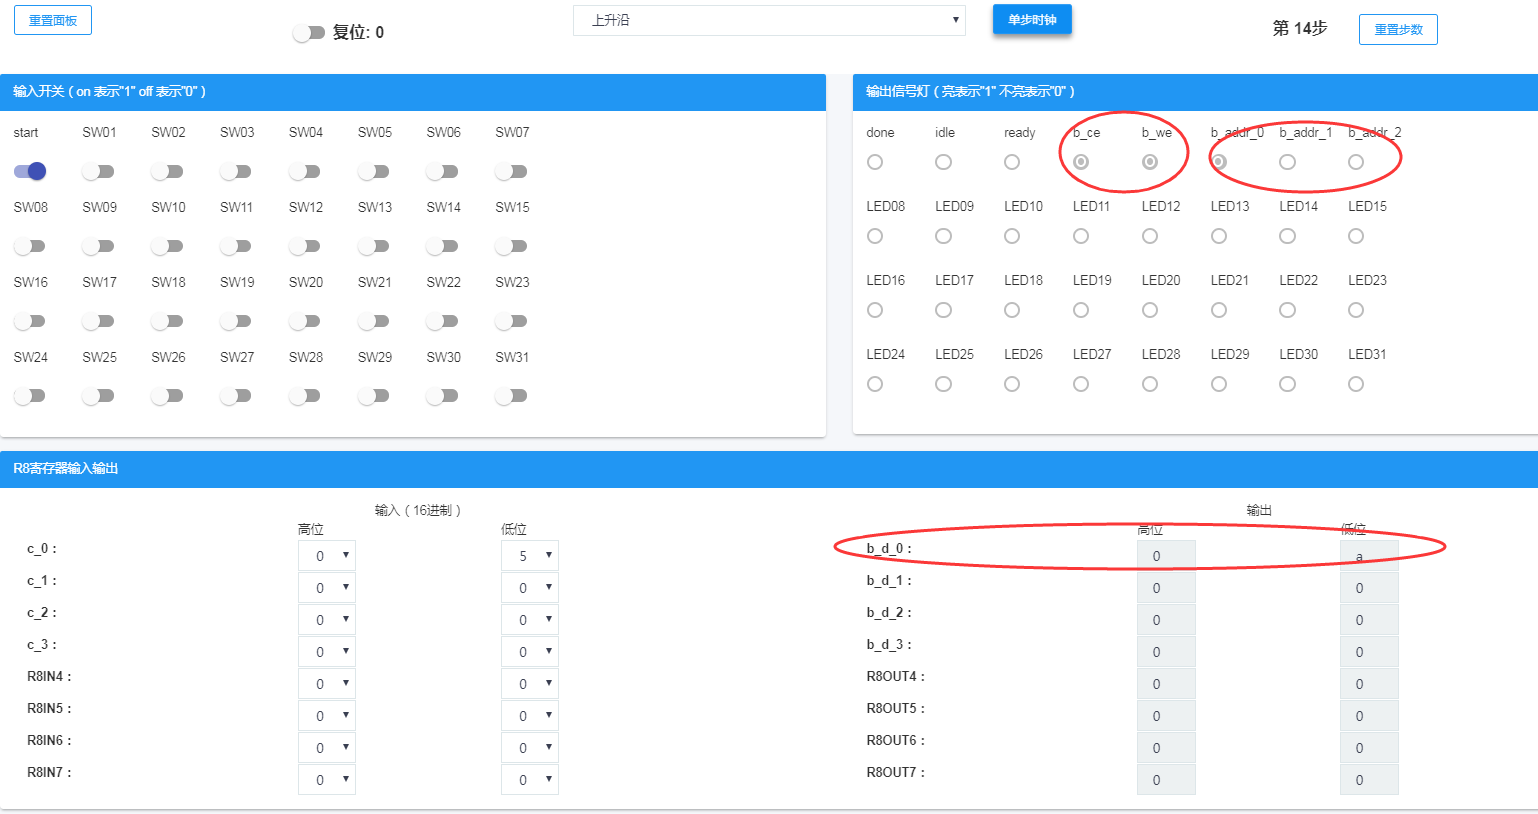 重置面板
复位: 0
上升沿
单步时钟
第 14步
重置步数
输入开关（on 表示"1" off 表示"0"）
start SW01 SW02 SW03 SW04 SW05 SW06 SW07
SW08 SW09 SW10 SW11 SW12 SW13 SW14 SW15
SW16 SW17 SW18 SW19 SW20 SW21 SW22 SW23
SW24 SW25 SW26 SW27 SW28 SW29 SW30 SW31
输出信号灯（亮表示"1" 不亮表示"0"）
done idle ready b_ce b_we b_addr_0 b_addr_1 b_addr_2
LED08 LED09 LED10 LED11 LED12 LED13 LED14 LED15
LED16 LED17 LED18 LED19 LED20 LED21 LED22 LED23
LED24 LED25 LED26 LED27 LED28 LED29 LED30 LED31
R8寄存器输入输出
输入（16进制）
高位 低位
c_0： 0 5
c_1： 0 0
c_2： 0 0
c_3： 0 0
R8IN4： 0 0
R8IN5： 0 0
R8IN6： 0 0
R8IN7： 0 0
输出
高位 低位
b_d_0： 0 a
b_d_1： 0 0
b_d_2： 0 0
b_d_3： 0 0
R8OUT4： 0 0
R8OUT5： 0 0
R8OUT6： 0 0
R8OUT7： 0 0